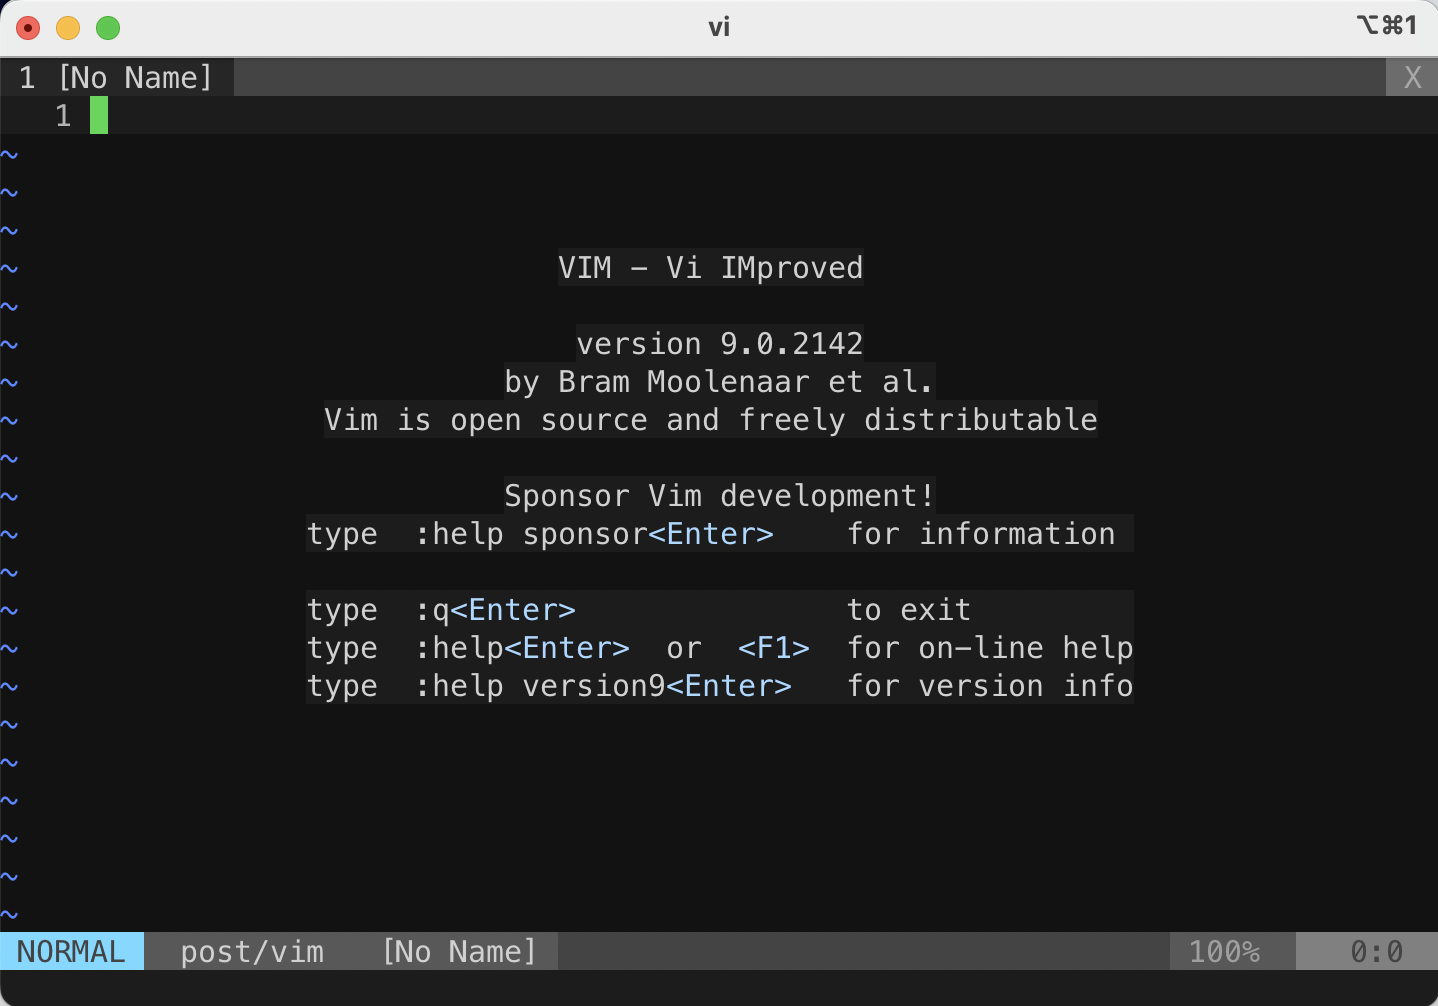 vi
⌥⌘1
1 [No Name] X
1
~
~
~
~ VIM - Vi IMproved
~
~ version 9.0.2142
~ by Bram Moolenaar et al.
~ Vim is open source and freely distributable
~
~ Sponsor Vim development!
~ type :help sponsor<Enter> for information
~
~ type :q<Enter> to exit
~ type :help<Enter> or <F1> for on-line help
~ type :help version9<Enter> for version info
~
~
~
~
~
~
NORMAL post/vim [No Name] 100% 0:0